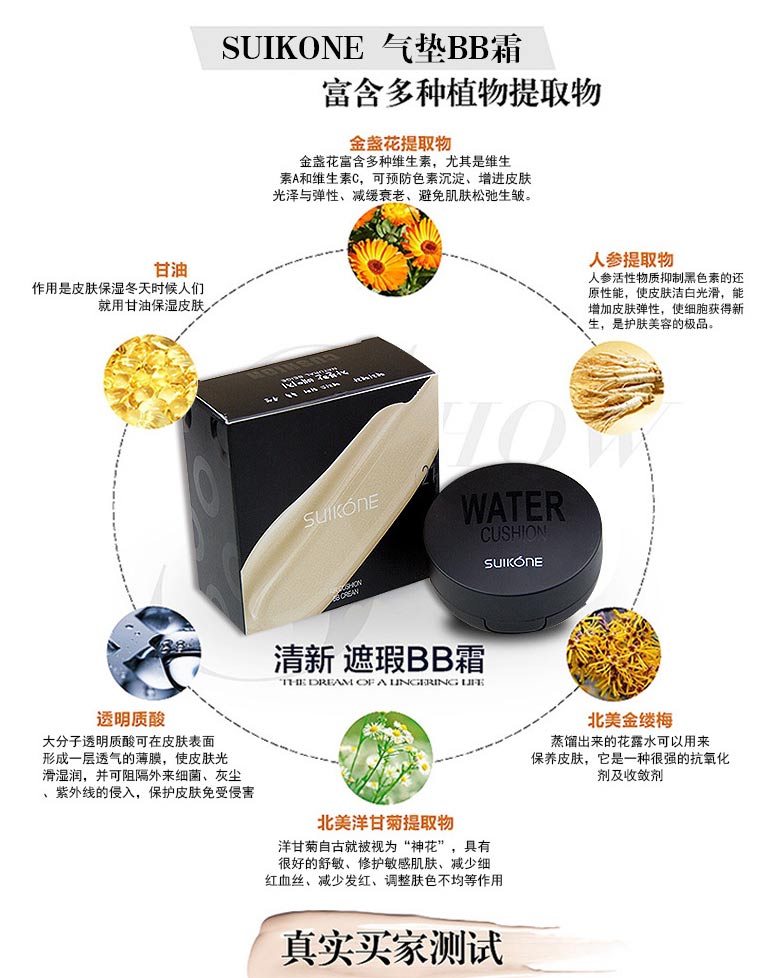 SUIKONE 气垫BB霜
富含多种植物提取物
金盏花提取物
金盏花富含多种维生素，尤其是维生
素A和维生素C，可预防色素沉淀、增进皮肤
光泽与弹性、减缓衰老、避免肌肤松弛生皱。
甘油
作用是皮肤保湿冬天时候人们
就用甘油保湿皮肤
人参提取物
人参活性物质抑制黑色素的还
原性能，使皮肤洁白光滑，能
增加皮肤弹性，使细胞获得新
生，是护肤美容的极品。
CUSHION
NATURAL BEIGE
SUIKONE
BB CREAN
WATER
CUSHION
SUIKONE
清新 遮瑕BB霜
THE DREAM OF A LINGERING LIFE
透明质酸
大分子透明质酸可在皮肤表面
形成一层透气的薄膜，使皮肤光
滑湿润，并可阻隔外来细菌、灰尘
、紫外线的侵入，保护皮肤免受侵害
北美金缕梅
蒸馏出来的花露水可以用来
保养皮肤，它是一种很强的抗氧化
剂及收敛剂
北美洋甘菊提取物
洋甘菊自古就被视为“神花”，具有
很好的舒敏、修护敏感肌肤、减少细
红血丝、减少发红、调整肤色不均等作用
真实买家测试